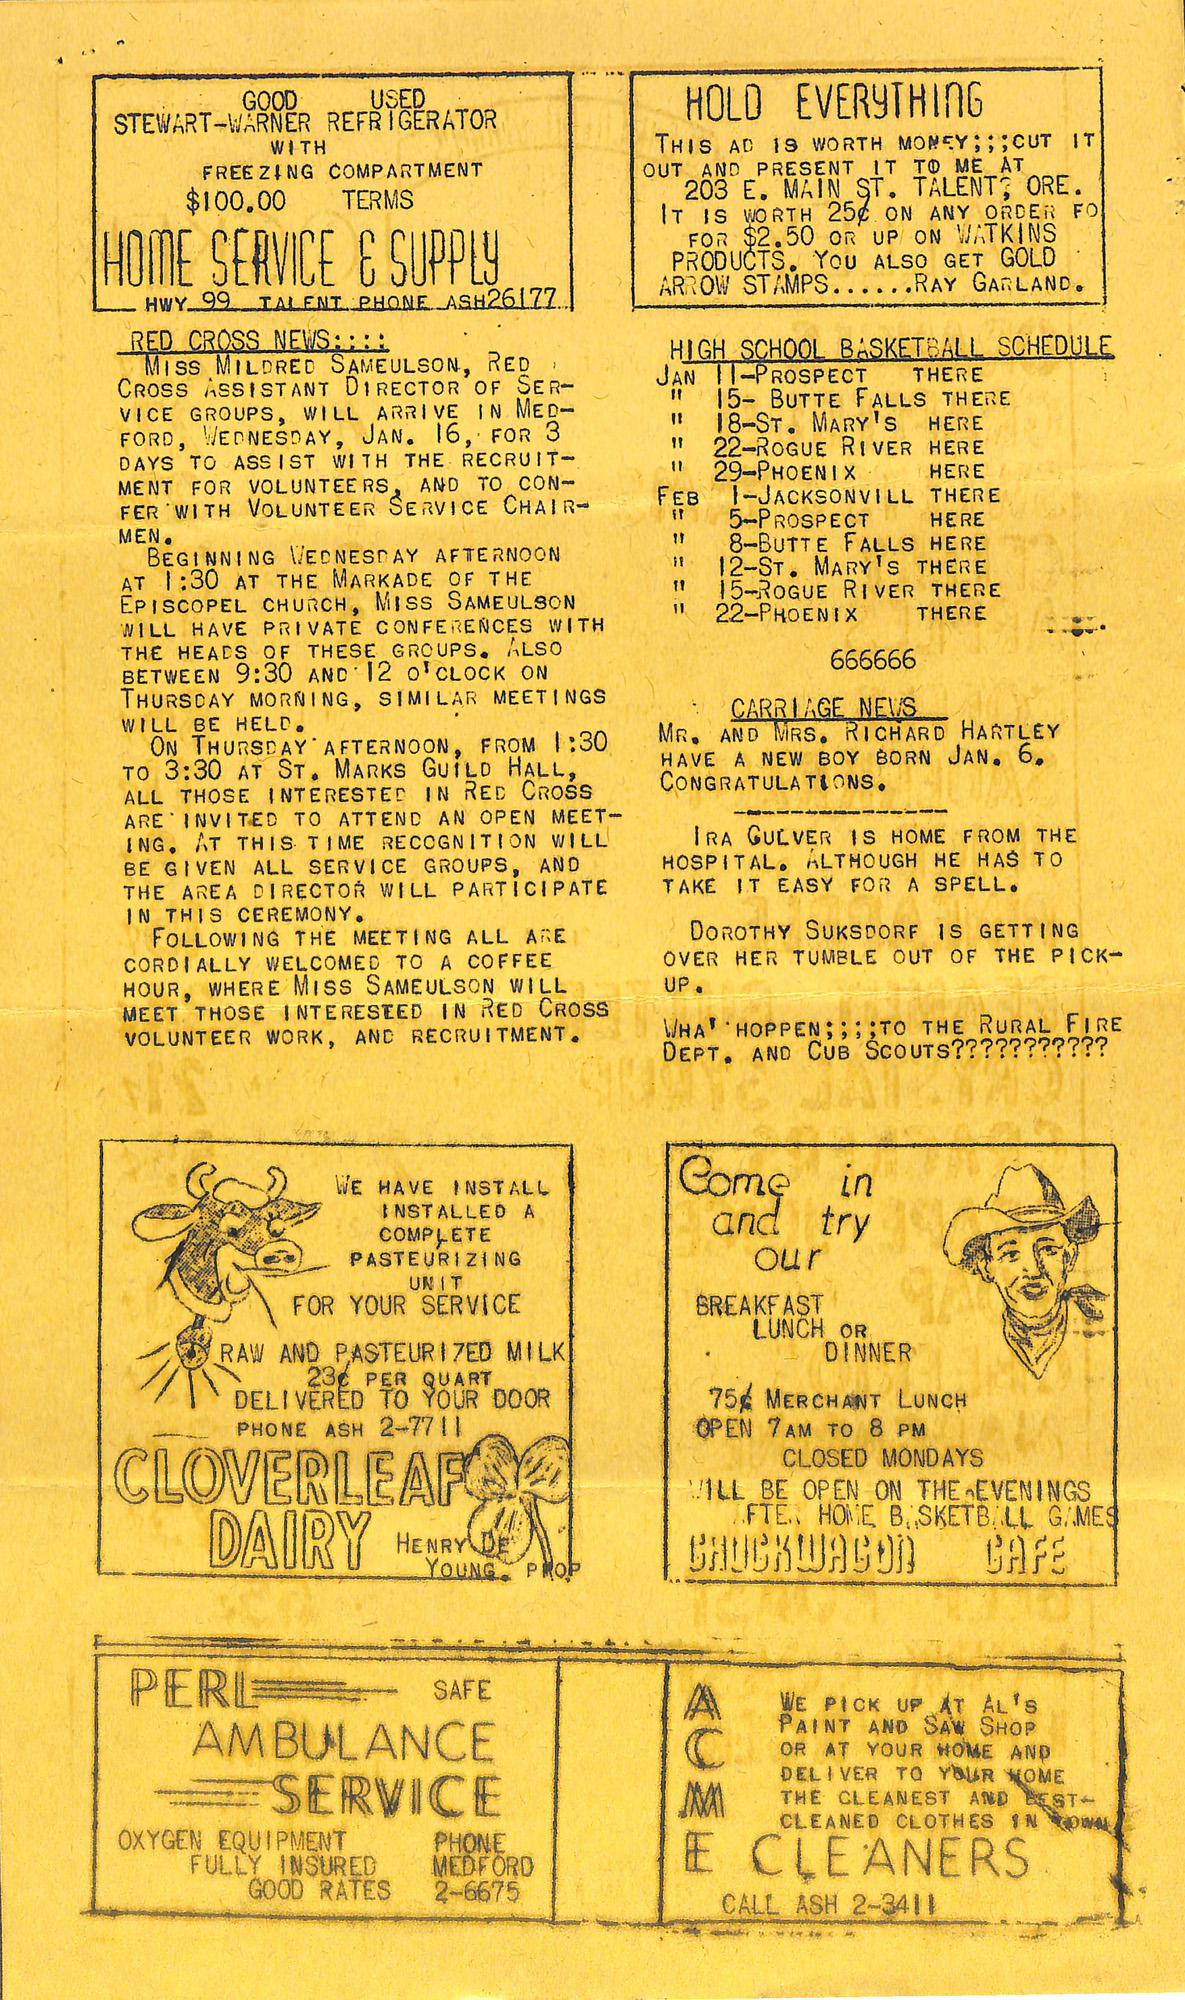 GOOD USED
STEWART-WARNER REFRIGERATOR
WITH
FREEZING COMPARTMENT
$100.00 TERMS
HOME SERVICE & SUPPLY
HWY 99 TALENT PHONE ASH26177
RED CROSS NEWS::::
MISS MILDRED SAMEULSON, RED
CROSS ASSISTANT DIRECTOR OF SER-
VICE GROUPS, WILL ARRIVE IN MED-
FORD, WEDNESDAY, JAN. 16, FOR 3
DAYS TO ASSIST WITH THE RECRUIT-
MENT FOR VOLUNTEERS, AND TO CON-
FER WITH VOLUNTEER SERVICE CHAIR-
MEN.
BEGINNING WEDNESDAY AFTERNOON
AT 1:30 AT THE MARKADE OF THE
EPISCOPEL CHURCH, MISS SAMEULSON
WILL HAVE PRIVATE CONFERENCES WITH
THE HEADS OF THESE GROUPS. ALSO
BETWEEN 9:30 AND 12 O'CLOCK ON
THURSDAY MORNING, SIMILAR MEETINGS
WILL BE HELD.
ON THURSDAY AFTERNOON, FROM 1:30
TO 3:30 AT ST. MARKS GUILD HALL,
ALL THOSE INTERESTED IN RED CROSS
ARE INVITED TO ATTEND AN OPEN MEET-
ING. AT THIS TIME RECOGNITION WILL
BE GIVEN ALL SERVICE GROUPS, AND
THE AREA DIRECTOR WILL PARTICIPATE
IN THIS CEREMONY.
FOLLOWING THE MEETING ALL ARE
CORDIALLY WELCOMED TO A COFFEE
HOUR, WHERE MISS SAMEULSON WILL
MEET THOSE INTERESTED IN RED CROSS
VOLUNTEER WORK, AND RECRUITMENT.
WE HAVE INSTALL
INSTALLED A
COMPLETE
PASTEURIZING
UNIT
FOR YOUR SERVICE
RAW AND PASTEURIZED MILK
23¢ PER QUART
DELIVERED TO YOUR DOOR
PHONE ASH 2-7711
CLOVERLEAF
DAIRY HENRY DE
YOUNG. PROP
HOLD EVERYTHING
THIS AD IS WORTH MONEY;;;CUT IT
OUT AND PRESENT IT TO ME AT
203 E. MAIN ST. TALENT, ORE.
IT IS WORTH 25¢ ON ANY ORDER FO
FOR $2.50 OR UP ON WATKINS
PRODUCTS. YOU ALSO GET GOLD
ARROW STAMPS......RAY GARLAND.
HIGH SCHOOL BASKETBALL SCHEDULE
JAN 11-PROSPECT THERE
" 15- BUTTE FALLS THERE
" 18-ST. MARY'S HERE
" 22-ROGUE RIVER HERE
" 29-PHOENIX HERE
FEB 1-JACKSONVILL THERE
" 5-PROSPECT HERE
" 8-BUTTE FALLS HERE
" 12-ST. MARY'S THERE
" 15-ROGUE RIVER THERE
" 22-PHOENIX THERE
666666
CARRIAGE NEWS
MR. AND MRS. RICHARD HARTLEY
HAVE A NEW BOY BORN JAN. 6.
CONGRATULATIONS.
---------------
IRA GULVER IS HOME FROM THE
HOSPITAL. ALTHOUGH HE HAS TO
TAKE IT EASY FOR A SPELL.
DOROTHY SUKSDORF IS GETTING
OVER HER TUMBLE OUT OF THE PICK-
UP.
WHA' HOPPEN;;;;TO THE RURAL FIRE
DEPT. AND CUB SCOUTS???????????
Come in
and try
our
BREAKFAST
LUNCH OR
DINNER
75¢ MERCHANT LUNCH
OPEN 7AM TO 8 PM
CLOSED MONDAYS
WILL BE OPEN ON THE EVENINGS
AFTER HOME BASKETBALL GAMES
CHUCKWAGON CAFE
PERL SAFE
AMBULANCE
SERVICE
OXYGEN EQUIPMENT PHONE
FULLY INSURED MEDFORD
GOOD RATES 2-6675
ACME CLEANERS
WE PICK UP AT AL'S
PAINT AND SAW SHOP
OR AT YOUR HOME AND
DELIVER TO YOUR HOME
THE CLEANEST AND BEST-
CLEANED CLOTHES IN TOWN
CALL ASH 2-3411